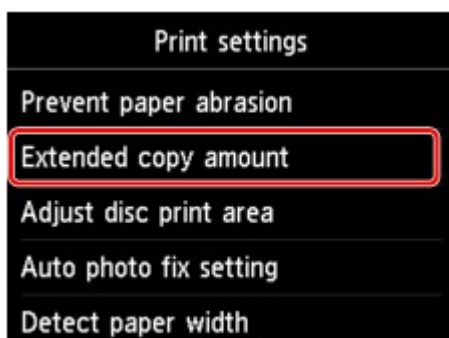 Print settings
Prevent paper abrasion
Extended copy amount
Adjust disc print area
Auto photo fix setting
Detect paper width